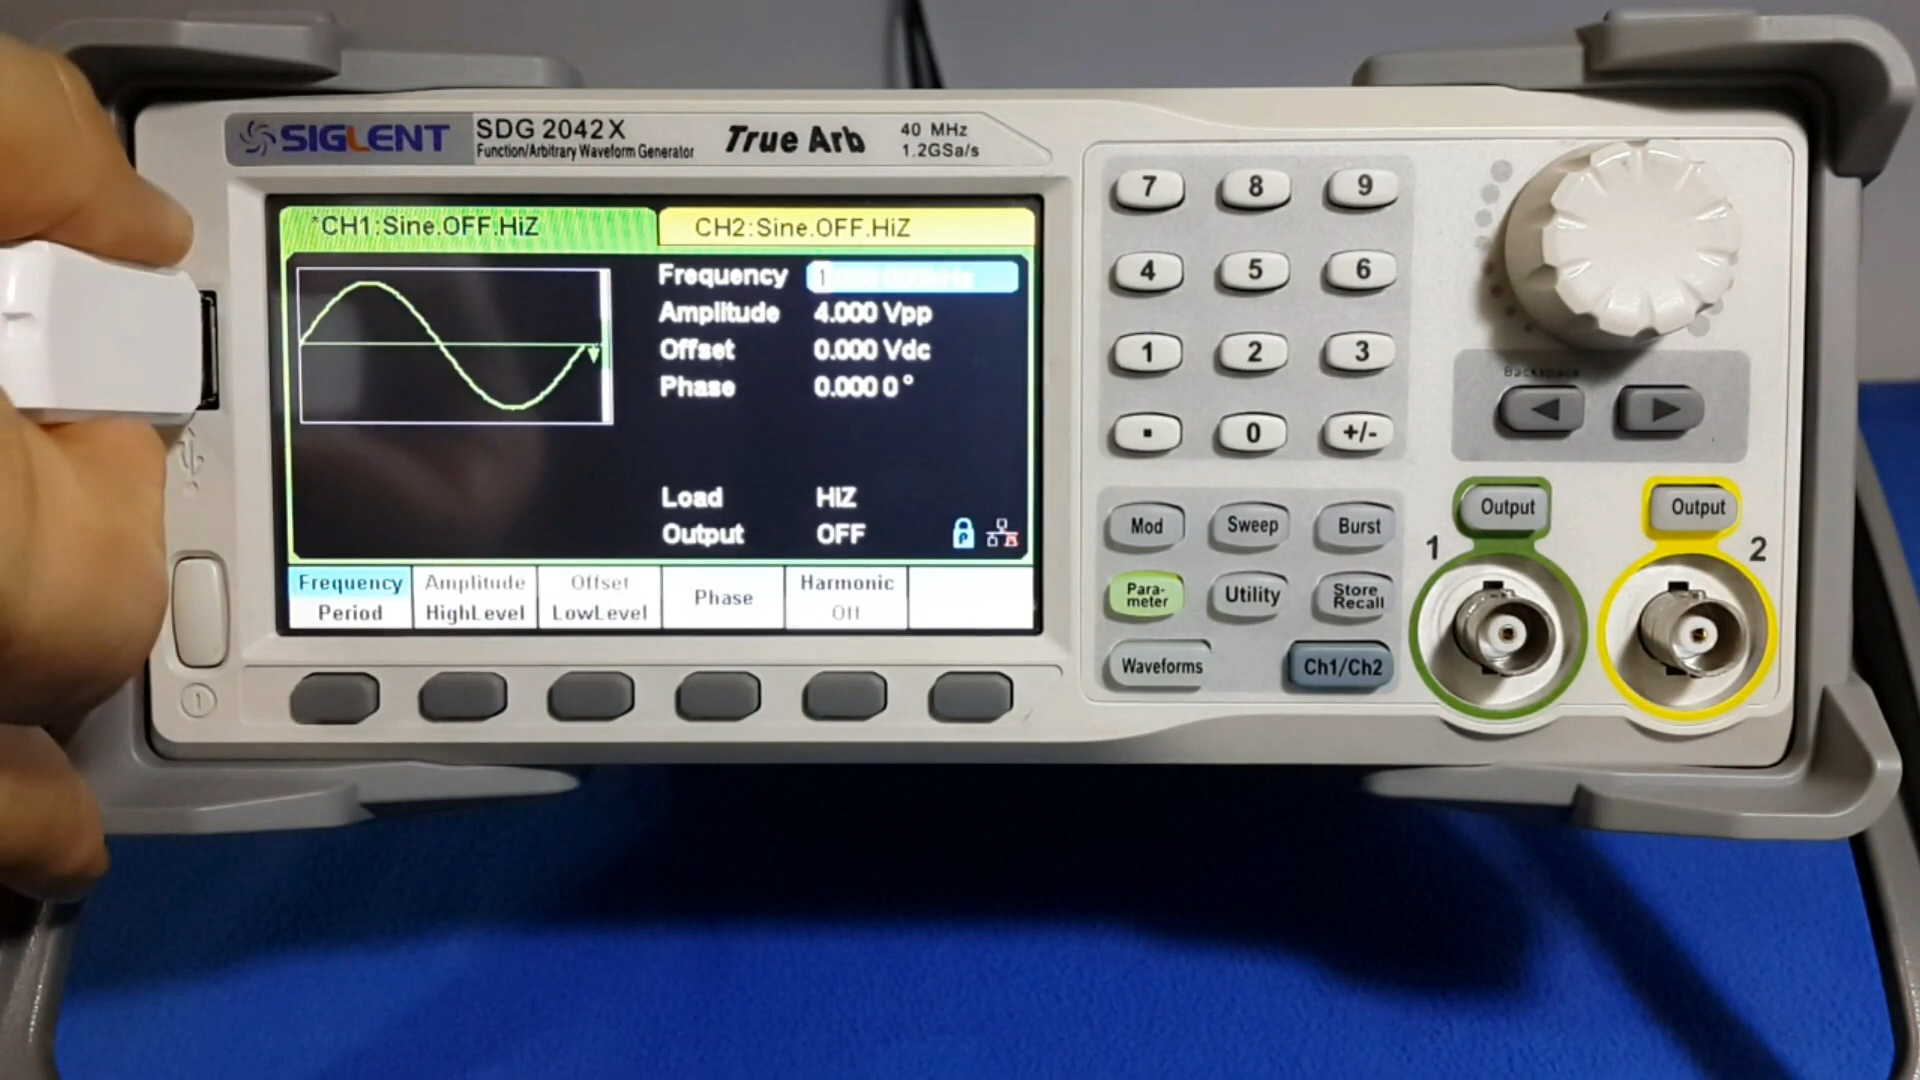 SIGLENT
SDG 2042X
Function/Arbitrary Waveform Generator
True Arb
40 MHz
1.2GSa/s
*CH1:Sine.OFF.HiZ
CH2:Sine.OFF.HiZ
Frequency 1
Amplitude 4.000 Vpp
Offset 0.000 Vdc
Phase 0.000 0°
Load HiZ
Output OFF
Frequency Amplitude Offset Phase Harmonic
Period HighLevel LowLevel Off
7 8 9
4 5 6
1 2 3
. 0 +/-
Mod Sweep Burst
Para-
meter
Utility
Store
Recall
Waveforms Ch1/Ch2
Backspace
Output Output
1 2